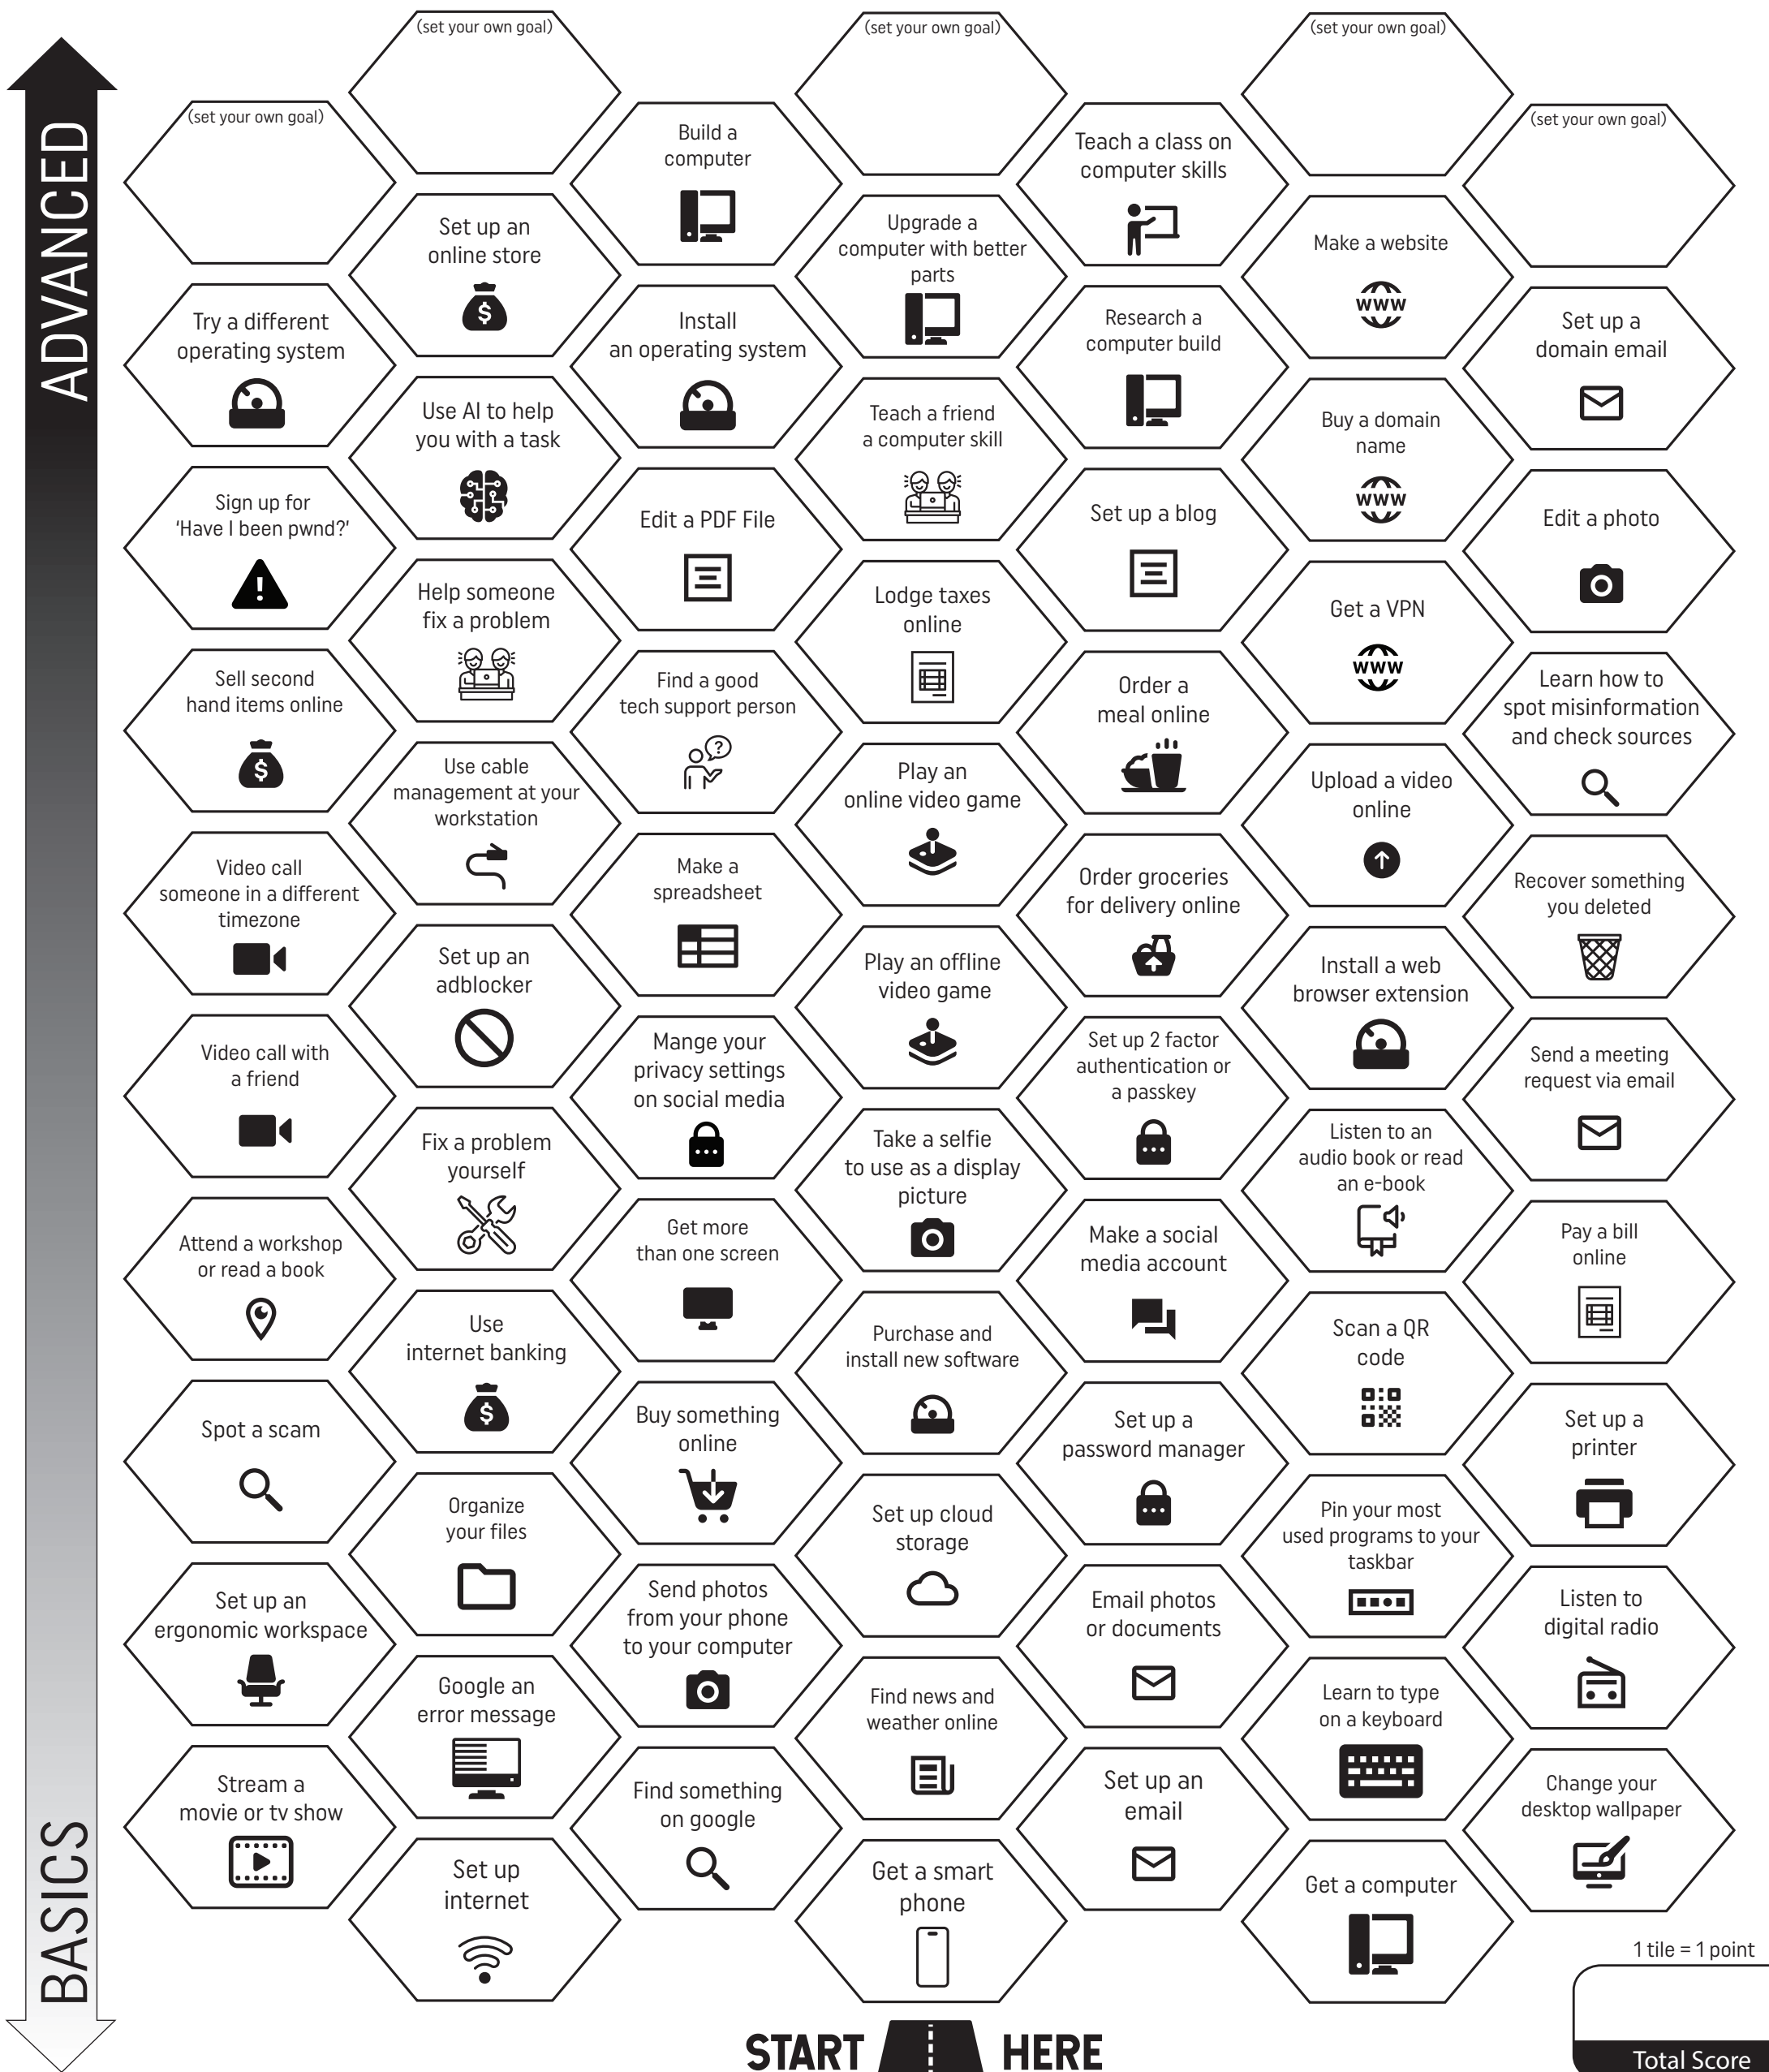 (set your own goal)
(set your own goal)
(set your own goal)
(set your own goal)
(set your own goal)
ADVANCED
Build a
computer
Teach a class on
computer skills
Set up an
online store
Upgrade a
computer with better
parts
Make a website
$
WWW
Try a different
operating system
Install
an operating system
Research a
computer build
Set up a
domain email
Use AI to help
you with a task
Teach a friend
a computer skill
Buy a domain
name
WWW
Sign up for
'Have I been pwnd?'
Edit a PDF File
Set up a blog
Edit a photo
!
Help someone
fix a problem
Lodge taxes
online
Get a VPN
WWW
Sell second
hand items online
Find a good
tech support person
Order a
meal online
Learn how to
spot misinformation
and check sources
$
?
Use cable
management at your
workstation
Play an
online video game
Upload a video
online
Video call
someone in a different
timezone
Make a
spreadsheet
Order groceries
for delivery online
Recover something
you deleted
Set up an
adblocker
Play an offline
video game
Install a web
browser extension
Video call with
a friend
Mange your
privacy settings
on social media
Set up 2 factor
authentication or
a passkey
Send a meeting
request via email
Fix a problem
yourself
Take a selfie
to use as a display
picture
Listen to an
audio book or read
an e-book
Attend a workshop
or read a book
Get more
than one screen
Make a social
media account
Pay a bill
online
Use
internet banking
Purchase and
install new software
Scan a QR
code
$
Spot a scam
Buy something
online
Set up a
password manager
Set up a
printer
Organize
your files
Set up cloud
storage
Pin your most
used programs to your
taskbar
Set up an
ergonomic workspace
Send photos
from your phone
to your computer
Email photos
or documents
Listen to
digital radio
Google an
error message
Find news and
weather online
Learn to type
on a keyboard
Stream a
movie or tv show
Find something
on google
Set up an
email
Change your
desktop wallpaper
BASICS
Set up
internet
Get a smart
phone
Get a computer
1 tile = 1 point
START HERE
Total Score